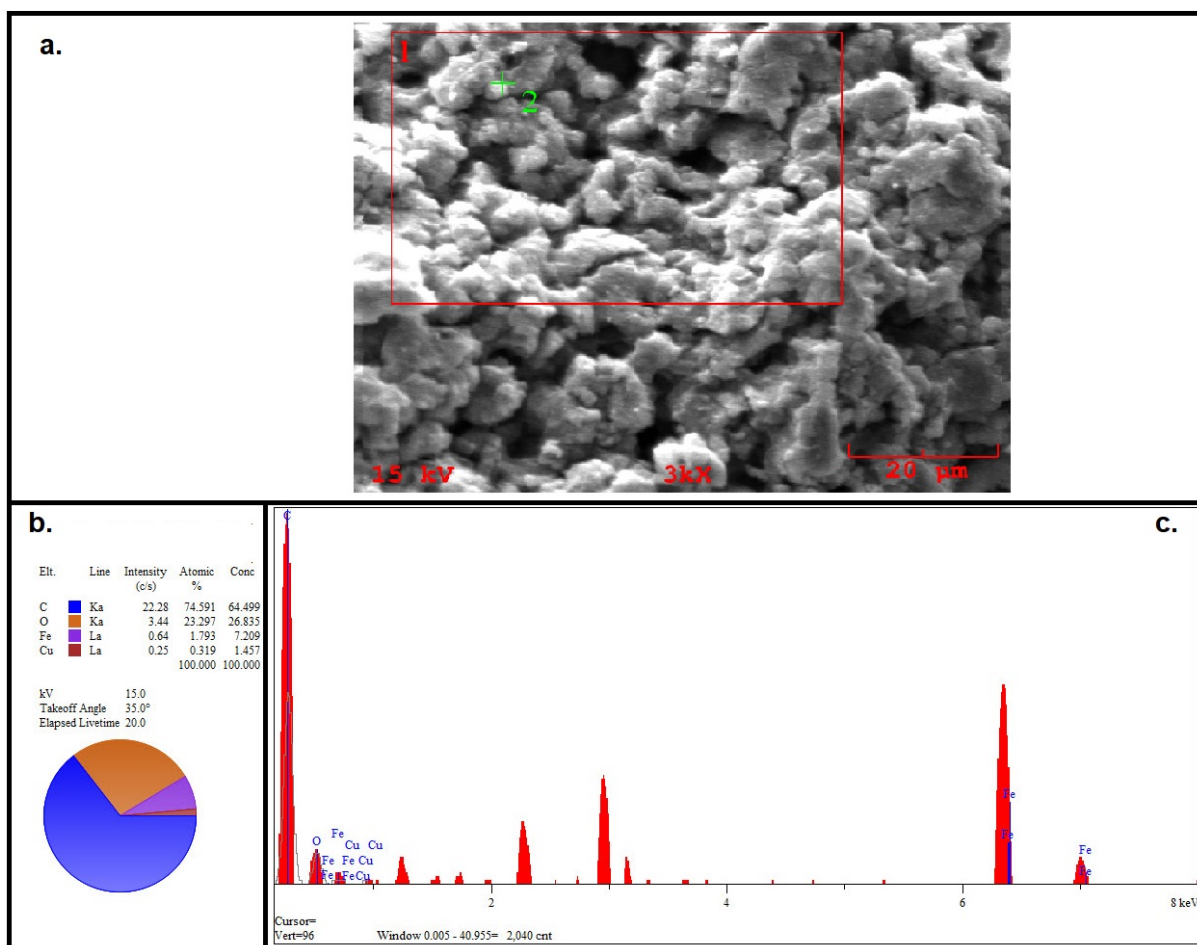 a.
1
2
15 kV 3kX 20 µm
b.
Elt. Line Intensity Atomic Conc
(c/s) %
C Ka 22.28 74.591 64.499
O Ka 3.44 23.297 26.835
Fe La 0.64 1.793 7.209
Cu La 0.25 0.319 1.457
100.000 100.000
kV 15.0
Takeoff Angle 35.0°
Elapsed Livetime 20.0
c.
C
O Fe Cu Cu
Fe Fe Cu
Fe Fe Cu
Fe
Fe
Fe
Fe
2 4 6 8 keV
Cursor=
Vert=96 Window 0.005 - 40.955= 2,040 cnt